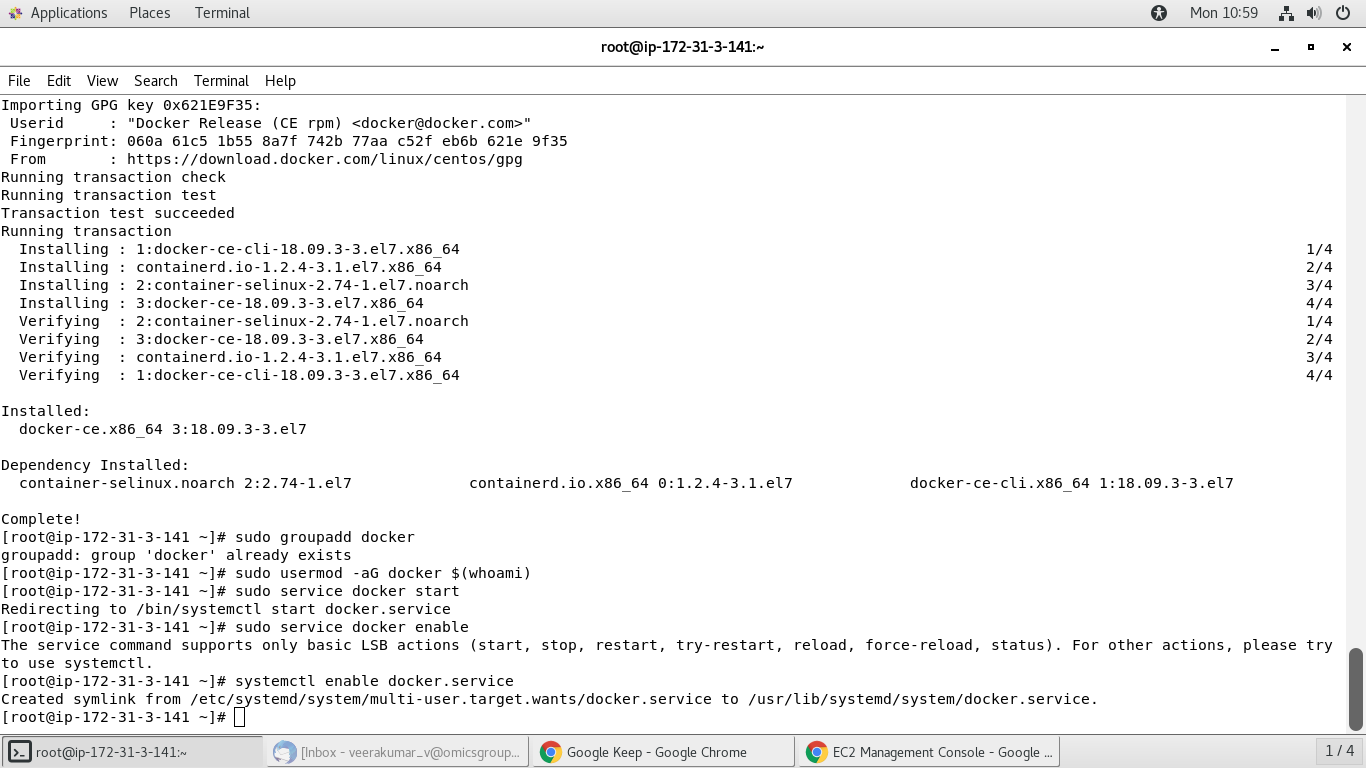 Applications Places Terminal Mon 10:59
root@ip-172-31-3-141:~
File Edit View Search Terminal Help
Importing GPG key 0x621E9F35:
Userid     : "Docker Release (CE rpm) <docker@docker.com>"
Fingerprint: 060a 61c5 1b55 8a7f 742b 77aa c52f eb6b 621e 9f35
From       : https://download.docker.com/linux/centos/gpg
Running transaction check
Running transaction test
Transaction test succeeded
Running transaction
Installing : 1:docker-ce-cli-18.09.3-3.el7.x86_64 1/4
Installing : containerd.io-1.2.4-3.1.el7.x86_64 2/4
Installing : 2:container-selinux-2.74-1.el7.noarch 3/4
Installing : 3:docker-ce-18.09.3-3.el7.x86_64 4/4
Verifying  : 2:container-selinux-2.74-1.el7.noarch 1/4
Verifying  : 3:docker-ce-18.09.3-3.el7.x86_64 2/4
Verifying  : containerd.io-1.2.4-3.1.el7.x86_64 3/4
Verifying  : 1:docker-ce-cli-18.09.3-3.el7.x86_64 4/4
Installed:
docker-ce.x86_64 3:18.09.3-3.el7
Dependency Installed:
container-selinux.noarch 2:2.74-1.el7 containerd.io.x86_64 0:1.2.4-3.1.el7 docker-ce-cli.x86_64 1:18.09.3-3.el7
Complete!
[root@ip-172-31-3-141 ~]# sudo groupadd docker
groupadd: group 'docker' already exists
[root@ip-172-31-3-141 ~]# sudo usermod -aG docker $(whoami)
[root@ip-172-31-3-141 ~]# sudo service docker start
Redirecting to /bin/systemctl start docker.service
[root@ip-172-31-3-141 ~]# sudo service docker enable
The service command supports only basic LSB actions (start, stop, restart, try-restart, reload, force-reload, status). For other actions, please try
to use systemctl.
[root@ip-172-31-3-141 ~]# systemctl enable docker.service
Created symlink from /etc/systemd/system/multi-user.target.wants/docker.service to /usr/lib/systemd/system/docker.service.
[root@ip-172-31-3-141 ~]#
root@ip-172-31-3-141:~ [Inbox - veerakumar_v@omicsgroup... Google Keep - Google Chrome EC2 Management Console - Google ... 1 / 4